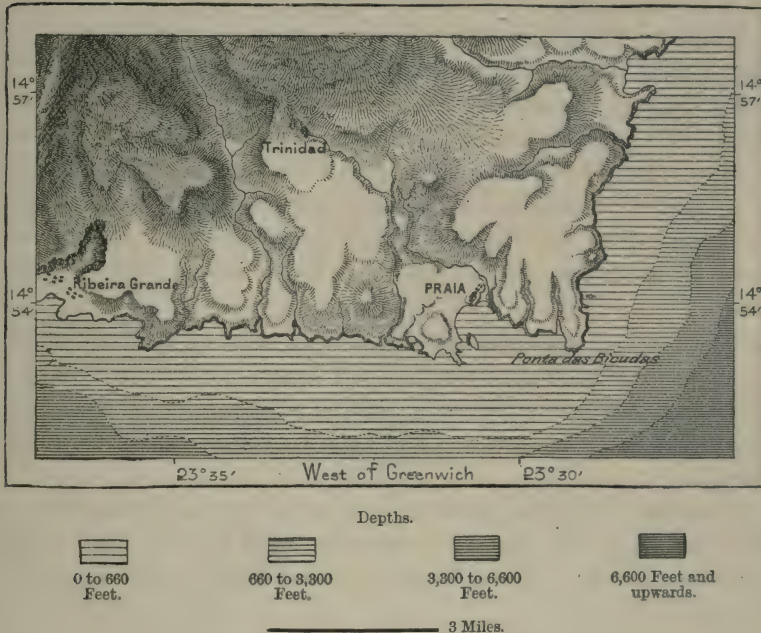 14°
57'
14°
57'
Trinidad
Ribeira Grande
PRAIA
14°
54'
14°
54'
Ponta das Bicudas
23°35' West of Greenwich 23°30'
Depths.
0 to 660
Feet.
660 to 3,300
Feet.
3,300 to 6,600
Feet.
6,600 Feet and
upwards.
3 Miles.